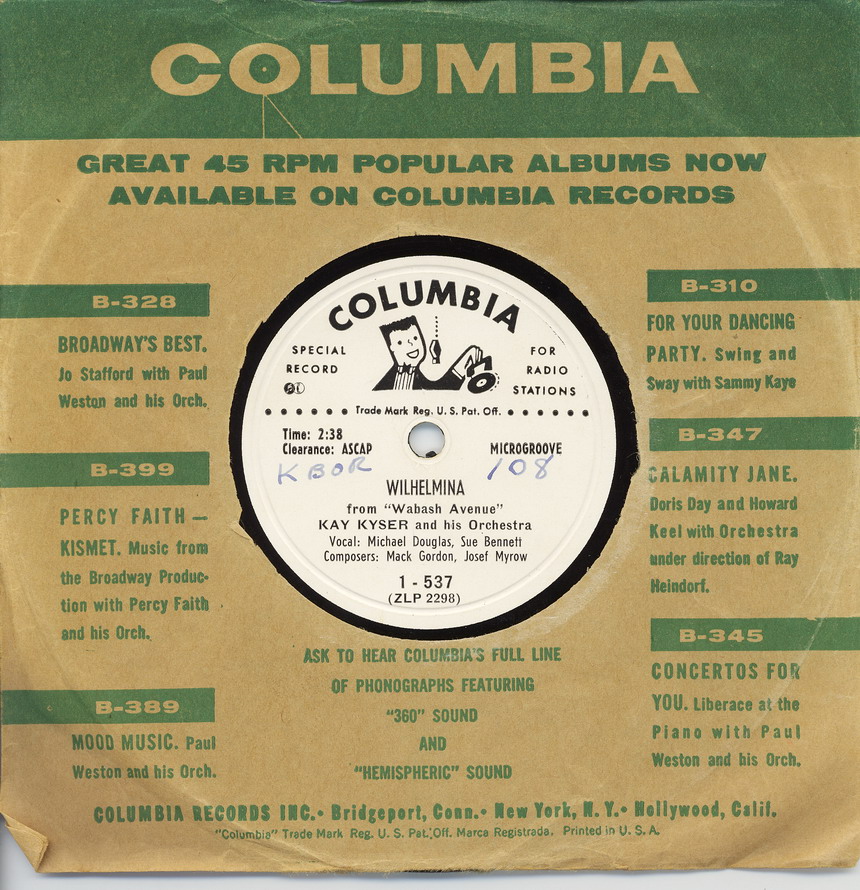 COLUMBIA
GREAT 45 RPM POPULAR ALBUMS NOW
AVAILABLE ON COLUMBIA RECORDS
B-328
BROADWAY'S BEST.
Jo Stafford with Paul
Weston and his Orch.
B-399
PERCY FAITH —
KISMET. Music from
the Broadway Produc-
tion with Percy Faith
and his Orch.
B-389
MOOD MUSIC. Paul
Weston and his Orch.
COLUMBIA
SPECIAL
RECORD
FOR
RADIO
STATIONS
Trade Mark Reg. U. S. Pat. Off.
Time: 2:38
Clearance: ASCAP
MICROGROOVE
KBOR
108
WILHELMINA
from "Wabash Avenue"
KAY KYSER and his Orchestra
Vocal: Michael Douglas, Sue Bennett
Composers: Mack Gordon, Josef Myrow
1 - 537
(ZLP 2298)
B-310
FOR YOUR DANCING
PARTY. Swing and
Sway with Sammy Kaye
B-347
CALAMITY JANE.
Doris Day and Howard
Keel with Orchestra
under direction of Ray
Heindorf.
B-345
CONCERTOS FOR
YOU. Liberace at the
Piano with Paul
Weston and his Orch.
ASK TO HEAR COLUMBIA'S FULL LINE
OF PHONOGRAPHS FEATURING
"360" SOUND
AND
"HEMISPHERIC" SOUND
COLUMBIA RECORDS INC. • Bridgeport, Conn. • New York, N. Y. • Hollywood, Calif.
"Columbia" Trade Mark Reg. U. S. Pat. Off. Marca Registrada. Printed in U. S. A.